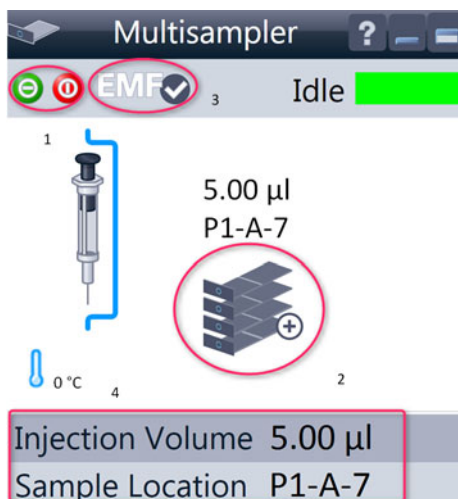 Multisampler ?
EMF 3 Idle
1
5.00 µl
P1-A-7
0 °C
4
2
Injection Volume 5.00 µl
Sample Location P1-A-7